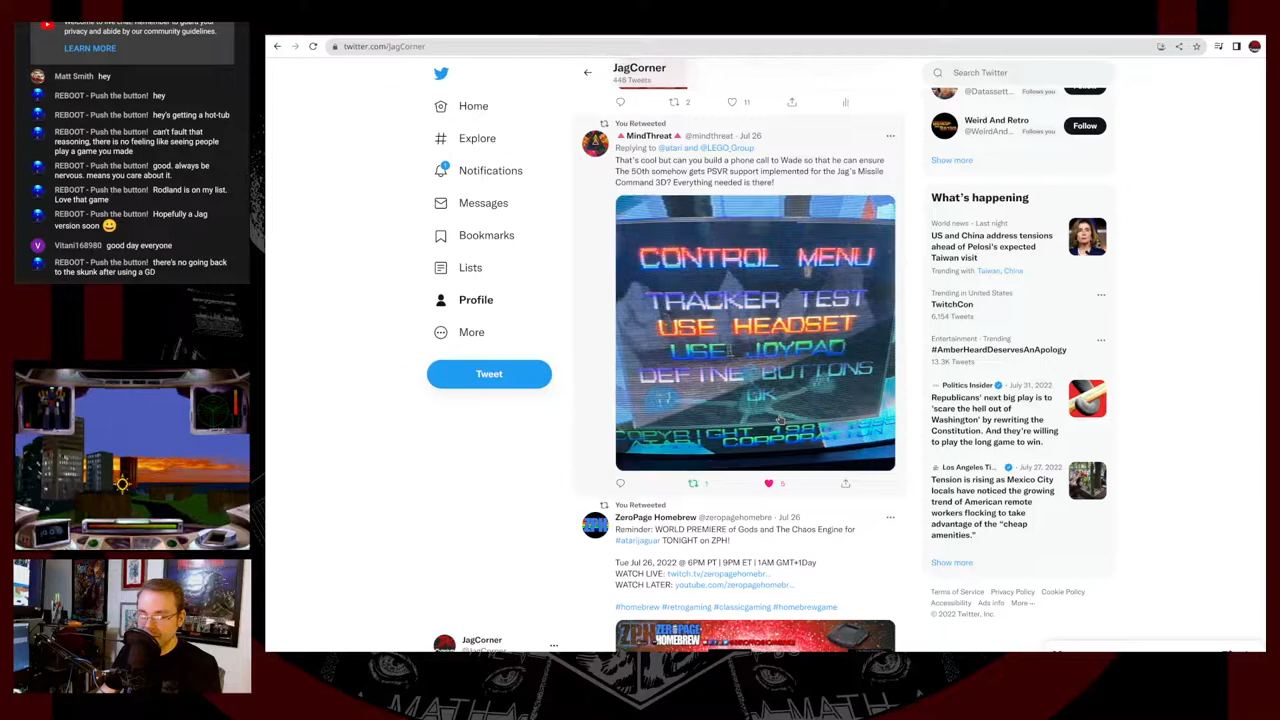 Welcome to live chat! Remember to guard your
privacy and abide by our community guidelines.
LEARN MORE
Matt Smith hey
REBOOT - Push the button! hey
REBOOT - Push the button! hey's getting a hot-tub
REBOOT - Push the button! can't fault that
reasoning, there is no feeling like seeing people
play a game you made
REBOOT - Push the button! good. always be
nervous. means you care about it.
REBOOT - Push the button! Rodland is on my list.
Love that game
REBOOT - Push the button! Hopefully a Jag
version soon 😀
V Vitani168980 good day everyone
REBOOT - Push the button! there's no going back
to the skunk after using a GD
twitter.com/JagCorner
Home
Explore
Notifications
Messages
Bookmarks
Lists
Profile
More
Tweet
JagCorner
JagCorner
446 Tweets
2 11
You Retweeted
MindThreat @mindthreat · Jul 26
Replying to @atari and @LEGO_Group
That's cool but can you build a phone call to Wade so that he can ensure
The 50th somehow gets PSVR support implemented for the Jag's Missile
Command 3D? Everything needed is there!
CONTROL MENU
TRACKER TEST
USE HEADSET
USE JOYPAD
DEFINE BUTTONS
OK
COPYRIGHT
1 5
You Retweeted
ZeroPage Homebrew @zeropagehomebre · Jul 26
Reminder: WORLD PREMIERE of Gods and The Chaos Engine for
#atarijaguar TONIGHT on ZPH!
Tue Jul 26, 2022 @ 6PM PT | 9PM ET | 1AM GMT+1Day
WATCH LIVE: twitch.tv/zeropagehomebr...
WATCH LATER: youtube.com/zeropagehomebr...
#homebrew #retrogaming #classicgaming #homebrewgame
ZPH ZEROPAGE
HOMEBREW
Search Twitter
@Datassett... Follows you
Weird And Retro
@WeirdAnd... Follows you
Follow
Show more
What's happening
World news · Last night
US and China address tensions
ahead of Pelosi's expected
Taiwan visit
Trending with Taiwan, China
Trending in United States
TwitchCon
6,154 Tweets
Entertainment · Trending
#AmberHeardDeservesAnApology
13.3K Tweets
Politics Insider · July 31, 2022
Republicans' next big play is to
'scare the hell out of
Washington' by rewriting the
Constitution. And they're willing
to play the long game to win.
Los Angeles Ti... · July 27, 2022
Tension is rising as Mexico City
locals have noticed the growing
trend of American remote
workers flocking to take
advantage of the "cheap
amenities."
Show more
Terms of Service Privacy Policy Cookie Policy
Accessibility Ads info More ···
© 2022 Twitter, Inc.